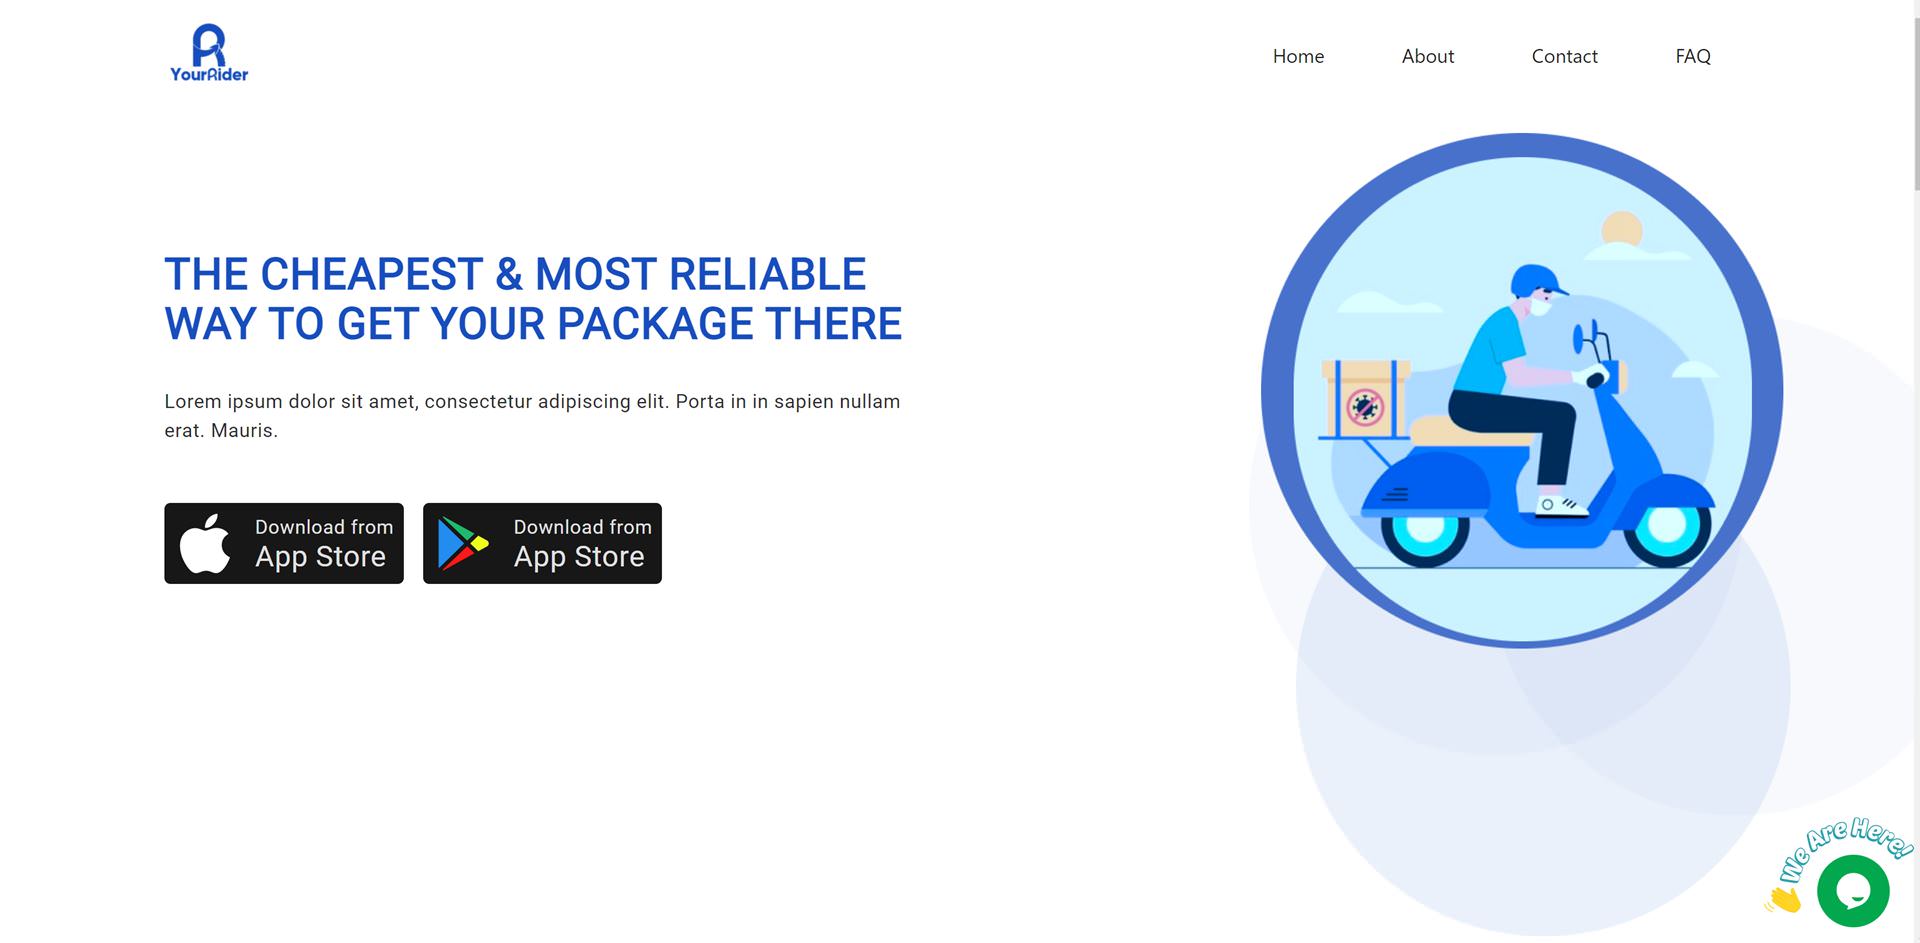 YourRider
Home
About
Contact
FAQ
THE CHEAPEST & MOST RELIABLE
WAY TO GET YOUR PACKAGE THERE
Lorem ipsum dolor sit amet, consectetur adipiscing elit. Porta in in sapien nullam
erat. Mauris.
Download from
App Store
Download from
App Store
We Are Here!